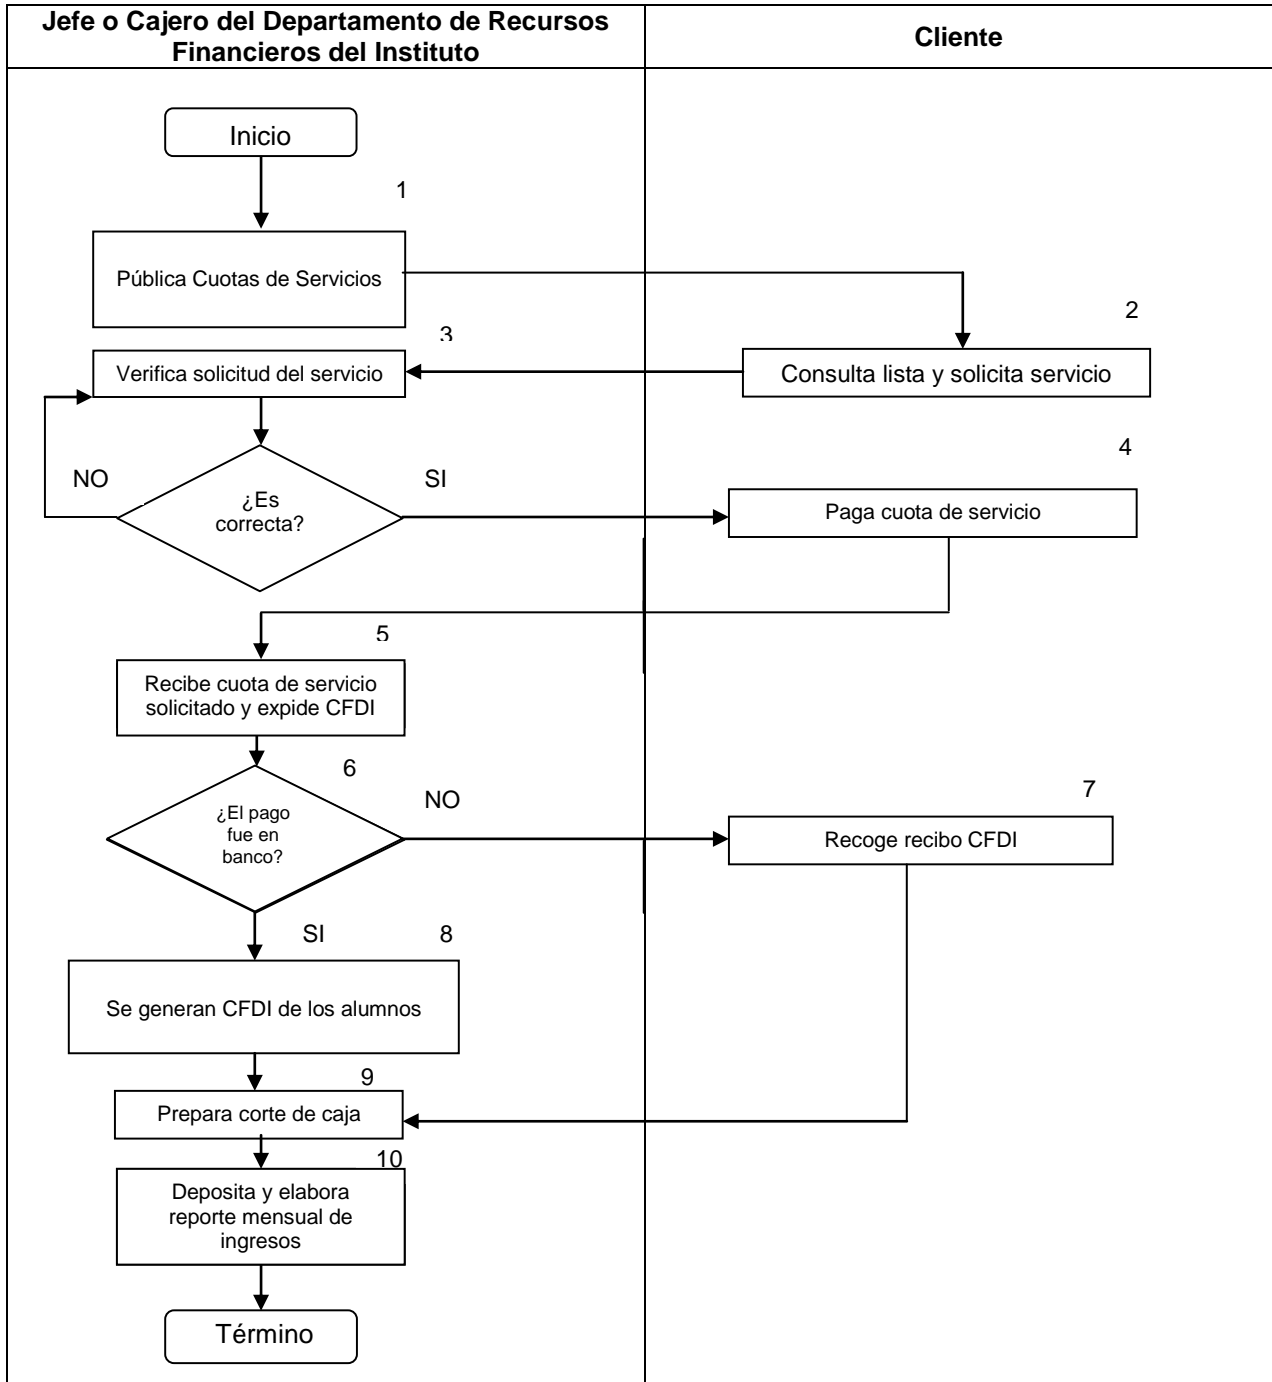 Jefe o Cajero del Departamento de Recursos
Financieros del Instituto
Cliente
Inicio
1
Pública Cuotas de Servicios
2
3
Verifica solicitud del servicio
Consulta lista y solicita servicio
4
NO
SI
¿Es
correcta?
Paga cuota de servicio
5
Recibe cuota de servicio
solicitado y expide CFDI
6
¿El pago
fue en
banco?
NO
7
Recoge recibo CFDI
SI
8
Se generan CFDI de los alumnos
9
Prepara corte de caja
10
Deposita y elabora
reporte mensual de
ingresos
Término